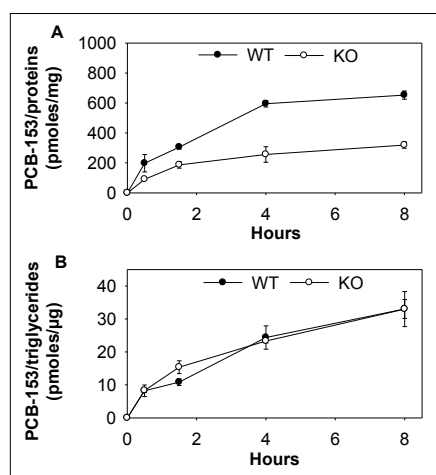 A
WT KO
PCB-153/proteins
(pmoles/mg)
1000
800
600
400
200
0
0 2 4 6 8
Hours
B
WT KO
PCB-153/triglycerides
(pmoles/µg)
40
30
20
10
0
0 2 4 6 8
Hours